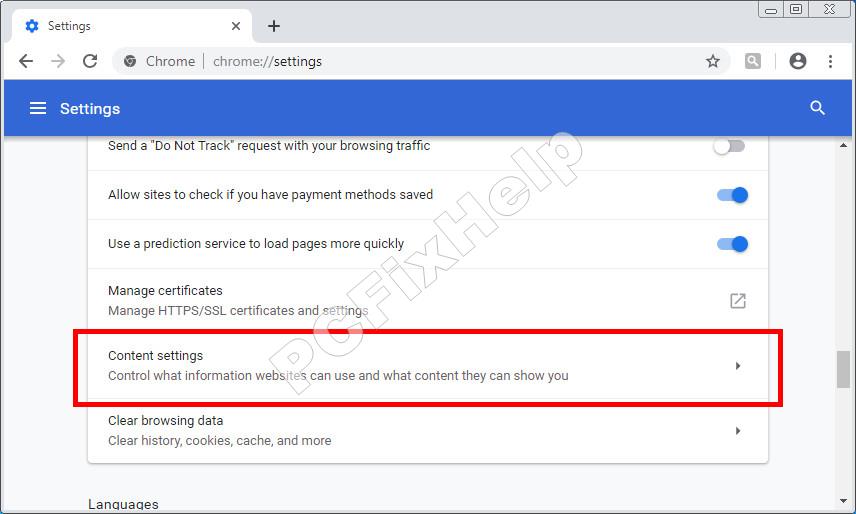 Settings
Chrome
chrome://settings
Settings
Send a "Do Not Track" request with your browsing traffic
Allow sites to check if you have payment methods saved
Use a prediction service to load pages more quickly
Manage certificates
Manage HTTPS/SSL certificates and settings
Content settings
Control what information websites can use and what content they can show you
Clear browsing data
Clear history, cookies, cache, and more
Languages
PCFixHelp